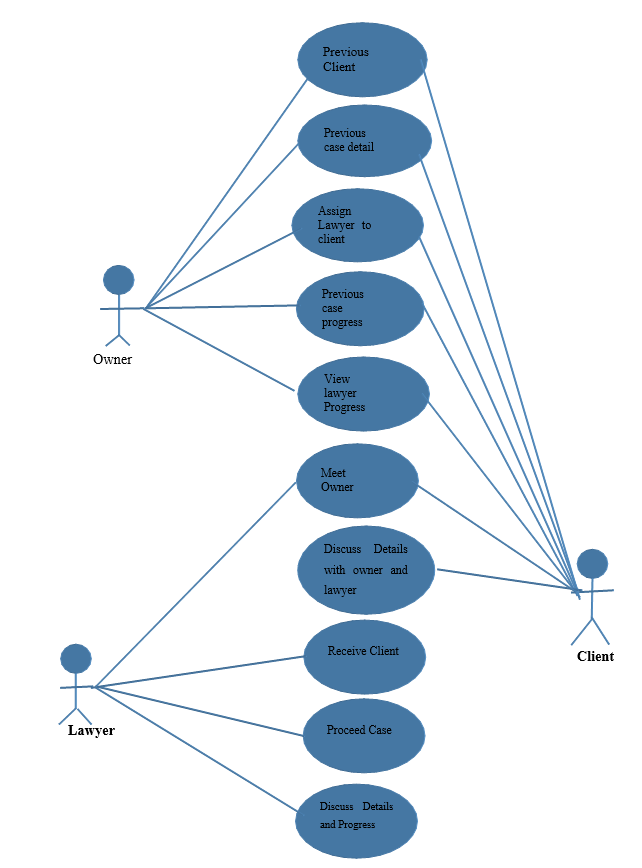 Previous
Client
Previous
case detail
Assign
Lawyer to
client
Previous
case
progress
Owner
View
lawyer
Progress
Meet
Owner
Discuss Details
with owner and
lawyer
Receive Client
Client
Lawyer
Proceed Case
Discuss Details
and Progress